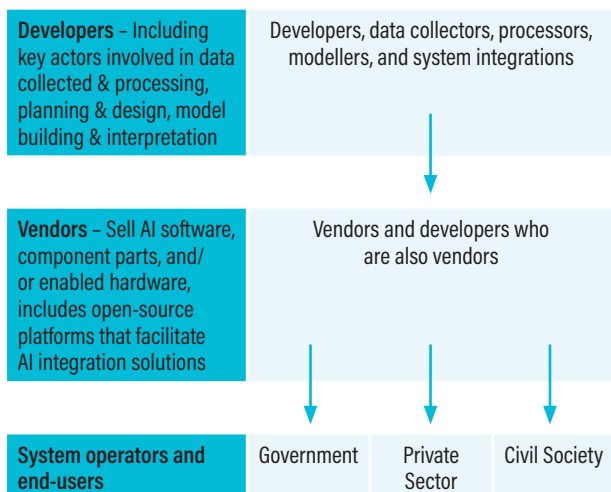 Developers – Including
key actors involved in data
collected & processing,
planning & design, model
building & interpretation
Developers, data collectors, processors,
modellers, and system integrations
Vendors – Sell AI software,
component parts, and/
or enabled hardware,
includes open-source
platforms that facilitate
AI integration solutions
Vendors and developers who
are also vendors
System operators and
end-users
Government
Private
Sector
Civil Society